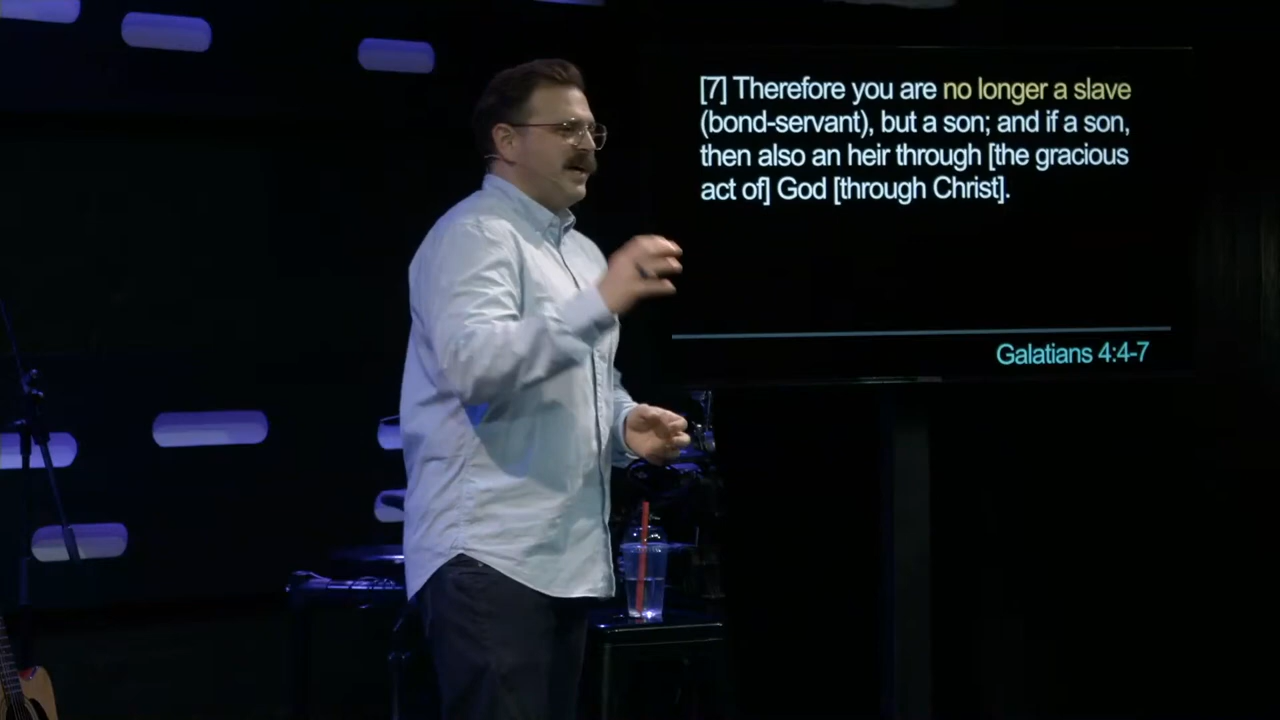 [7] Therefore you are no longer a slave
(bond-servant), but a son; and if a son,
then also an heir through [the gracious
act of] God [through Christ].
Galatians 4:4-7